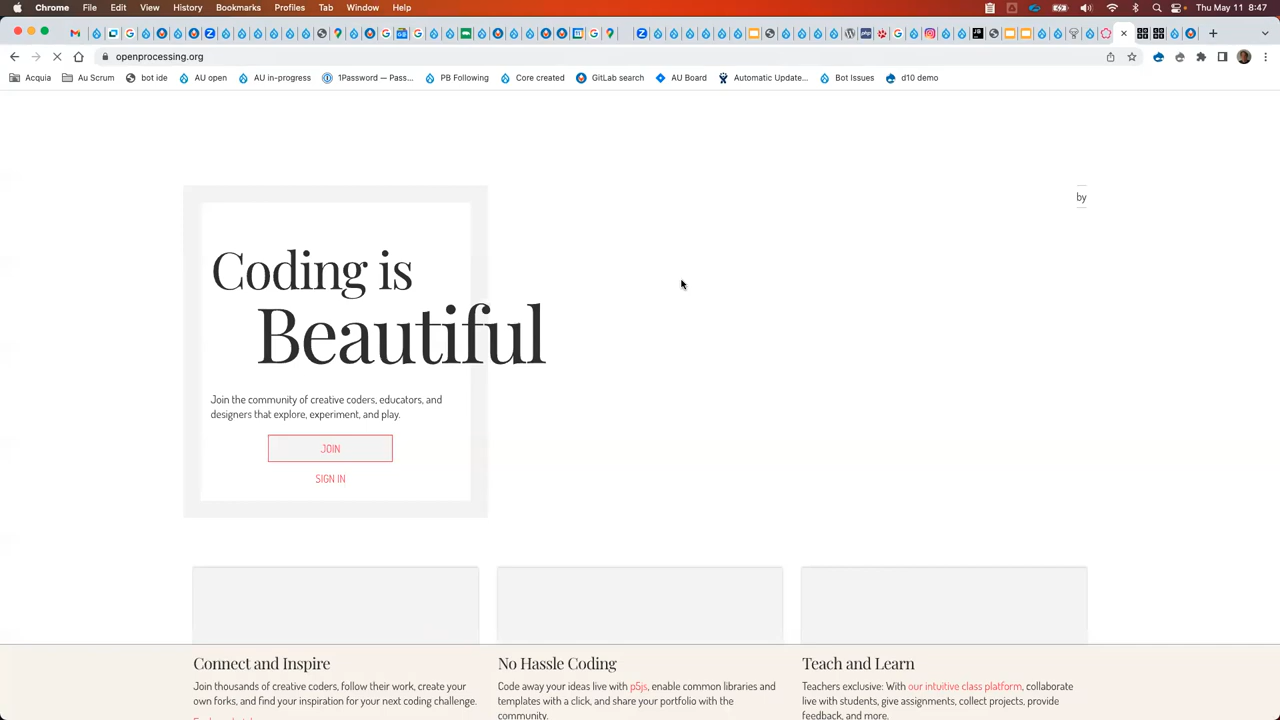 Chrome File Edit View History Bookmarks Profiles Tab Window Help
Thu May 11 8:47
openprocessing.org
Acquia
Au Scrum
bot ide
AU open
AU in-progress
1Password — Pass...
PB Following
Core created
GitLab search
AU Board
Automatic Update...
Bot Issues
d10 demo
by
Coding is
Beautiful
Join the community of creative coders, educators, and
designers that explore, experiment, and play.
JOIN
SIGN IN
Connect and Inspire
Join thousands of creative coders, follow their work, create your
own forks, and find your inspiration for your next coding challenge.
No Hassle Coding
Code away your ideas live with p5js, enable common libraries and
templates with a click, and share your portfolio with the
community.
Teach and Learn
Teachers exclusive: With our intuitive class platform, collaborate
live with students, give assignments, collect projects, provide
feedback, and more.